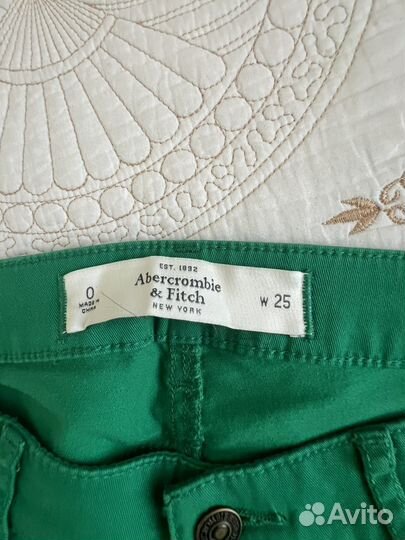 EST. 1892
Abercrombie
& Fitch
NEW YORK
0
MADE IN
CHINA
W 25
Avito